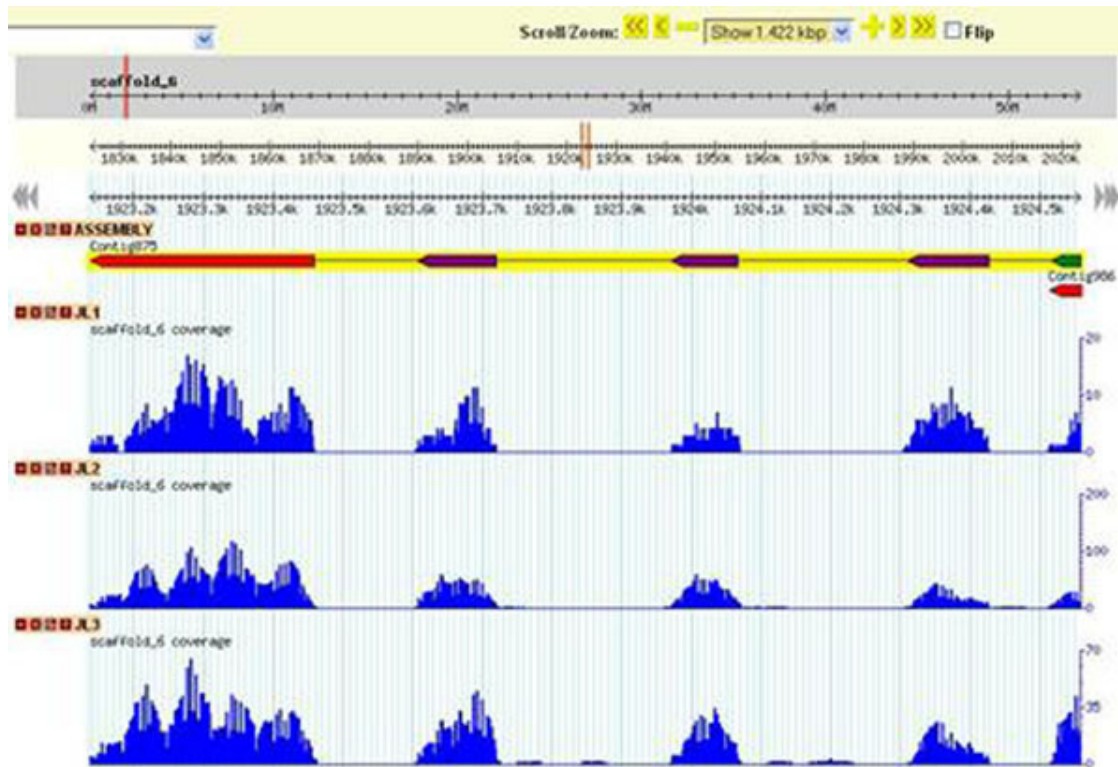 Scroll/Zoom: << < − Show 1.422 kbp + > >> Flip
scaffold_6
0M 10M 20M 30M 40M 50M
1830k 1840k 1850k 1860k 1870k 1880k 1890k 1900k 1910k 1920k 1930k 1940k 1950k 1960k 1970k 1980k 1990k 2000k 2010k 2020k
1923.2k 1923.3k 1923.4k 1923.5k 1923.6k 1923.7k 1923.8k 1923.9k 1924k 1924.1k 1924.2k 1924.3k 1924.4k 1924.5k
ASSEMBLY
Contig875
Contig986
JL1
scaffold_6 coverage
20
10
0
JL2
scaffold_6 coverage
200
100
0
JL3
scaffold_6 coverage
70
35
0